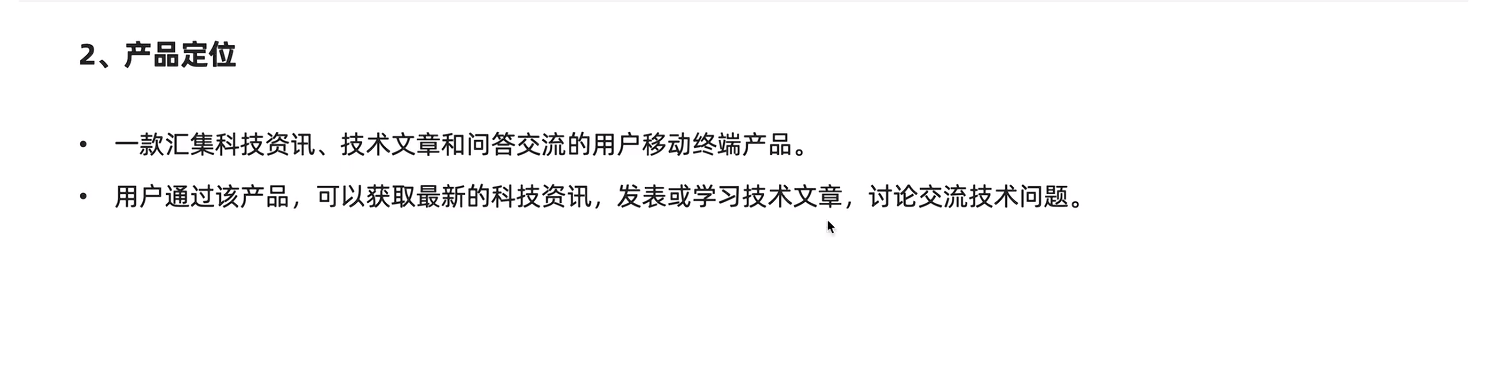 2、产品定位
• 一款汇集科技资讯、技术文章和问答交流的用户移动终端产品。
• 用户通过该产品，可以获取最新的科技资讯，发表或学习技术文章，讨论交流技术问题。